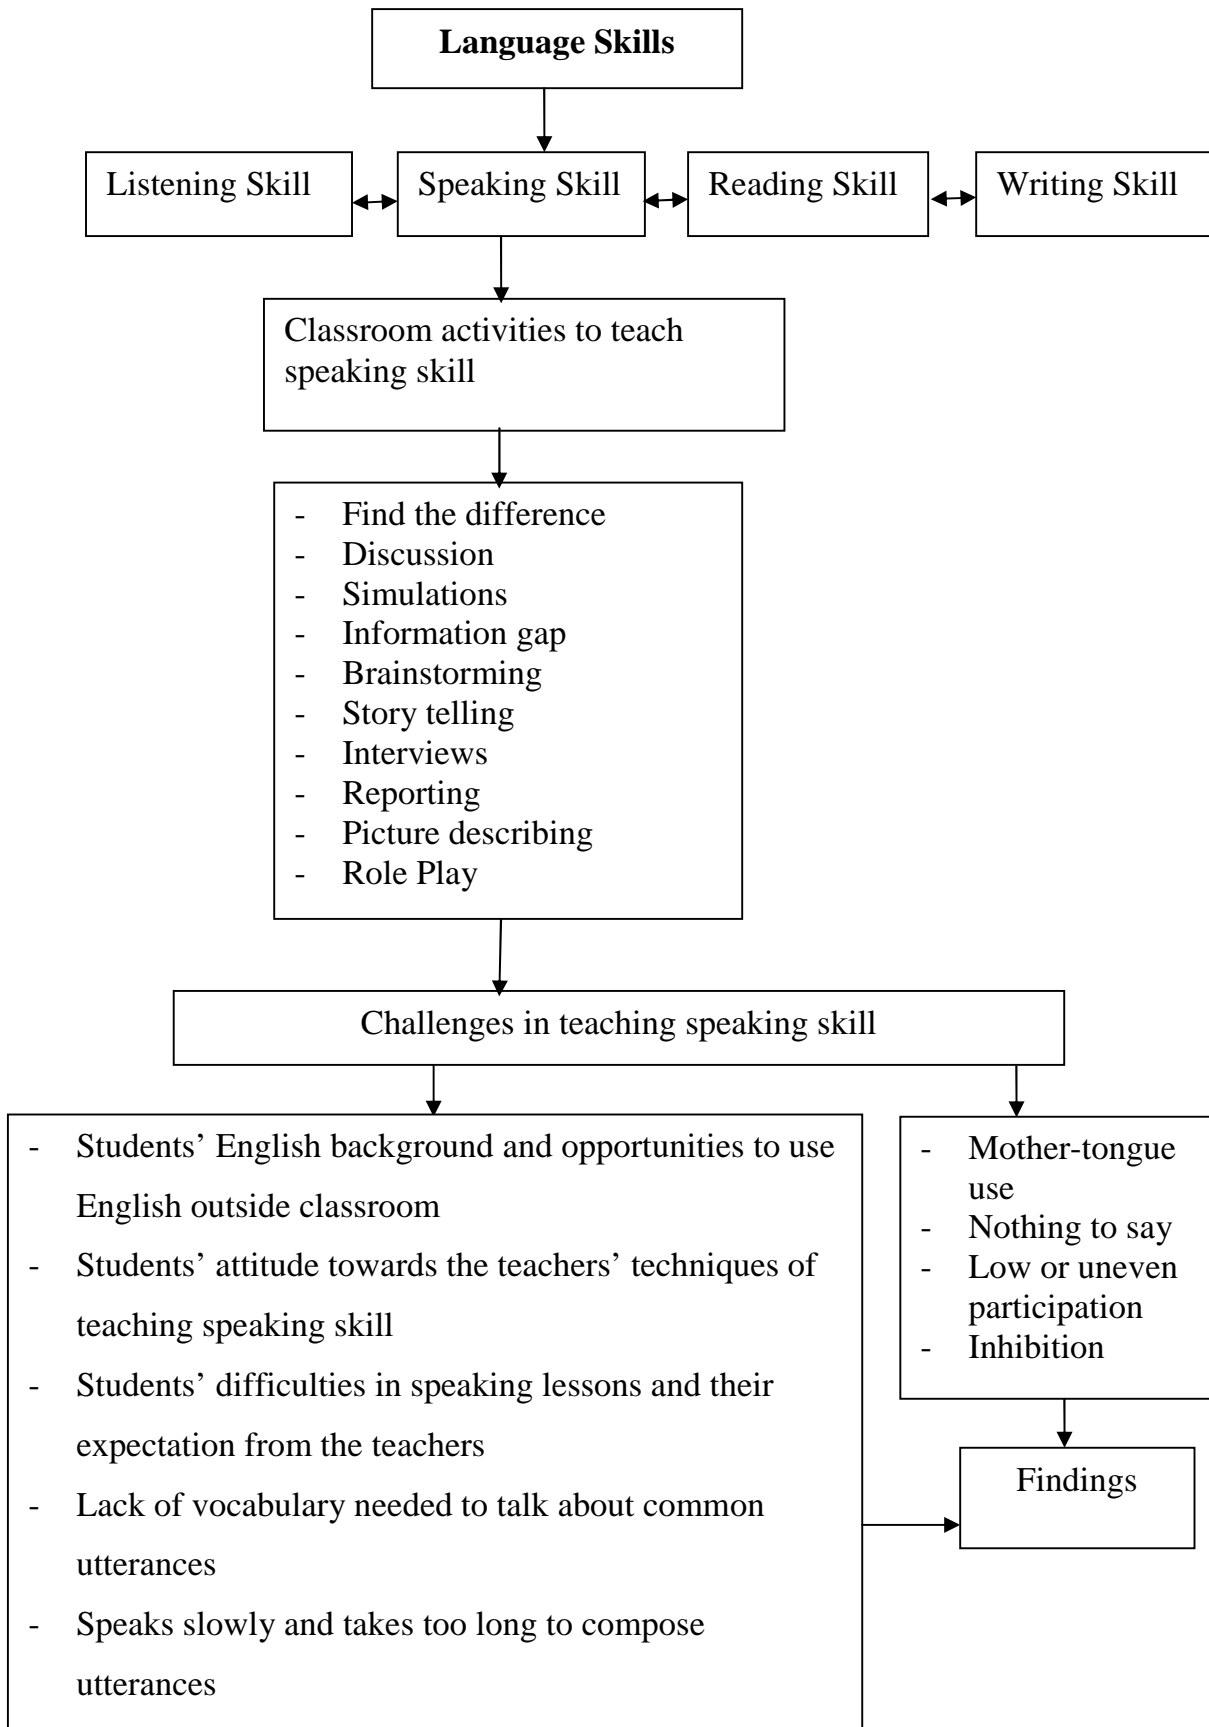 Language Skills
Listening Skill
Speaking Skill
Reading Skill
Writing Skill
Classroom activities to teach
speaking skill
- Find the difference
- Discussion
- Simulations
- Information gap
- Brainstorming
- Story telling
- Interviews
- Reporting
- Picture describing
- Role Play
Challenges in teaching speaking skill
- Students’ English background and opportunities to use
English outside classroom
- Students’ attitude towards the teachers’ techniques of
teaching speaking skill
- Students’ difficulties in speaking lessons and their
expectation from the teachers
- Lack of vocabulary needed to talk about common
utterances
- Speaks slowly and takes too long to compose
utterances
- Mother-tongue
use
- Nothing to say
- Low or uneven
participation
- Inhibition
Findings